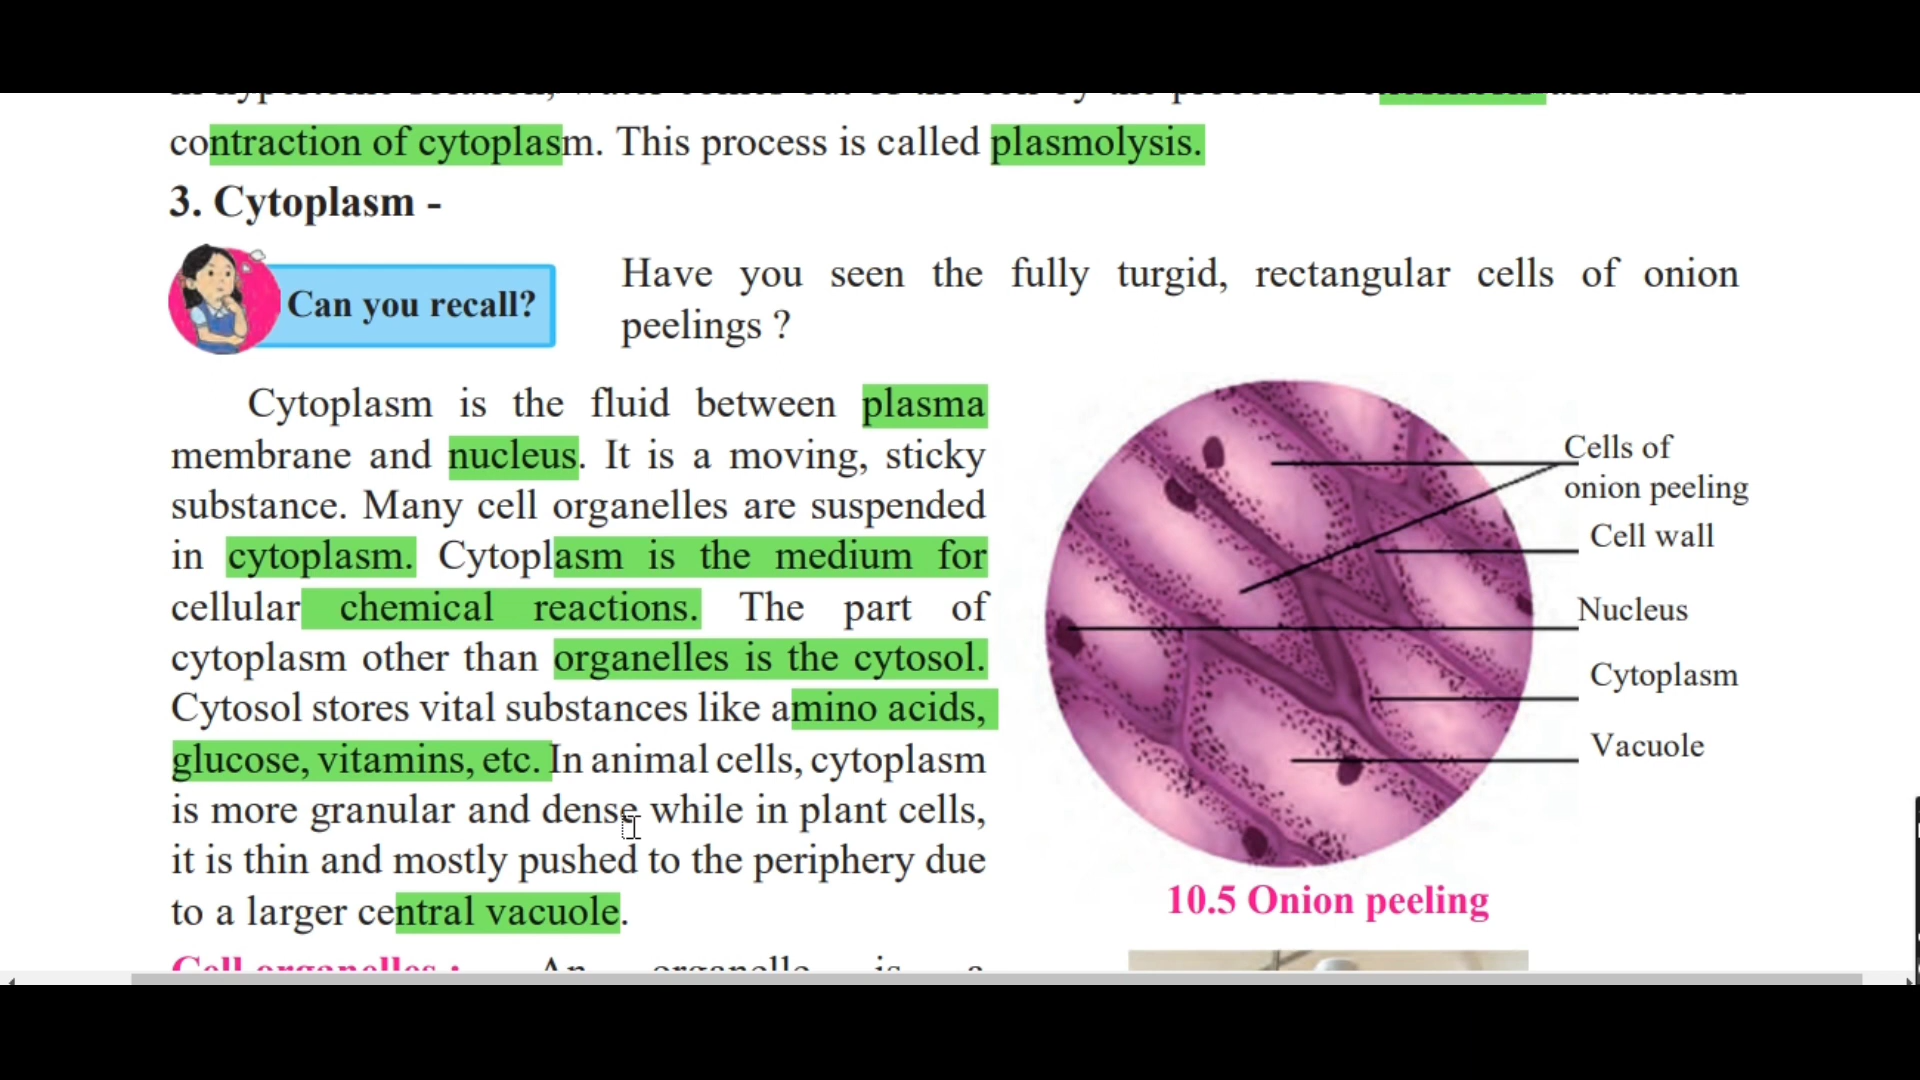 contraction of cytoplasm. This process is called plasmolysis.
3. Cytoplasm -
Can you recall?
Have you seen the fully turgid, rectangular cells of onion
peelings ?
Cytoplasm is the fluid between plasma
membrane and nucleus. It is a moving, sticky
substance. Many cell organelles are suspended
in cytoplasm. Cytoplasm is the medium for
cellular chemical reactions. The part of
cytoplasm other than organelles is the cytosol.
Cytosol stores vital substances like amino acids,
glucose, vitamins, etc. In animal cells, cytoplasm
is more granular and dense while in plant cells,
it is thin and mostly pushed to the periphery due
to a larger central vacuole.
Cells of
onion peeling
Cell wall
Nucleus
Cytoplasm
Vacuole
10.5 Onion peeling
Cell organelles : An organelle is a